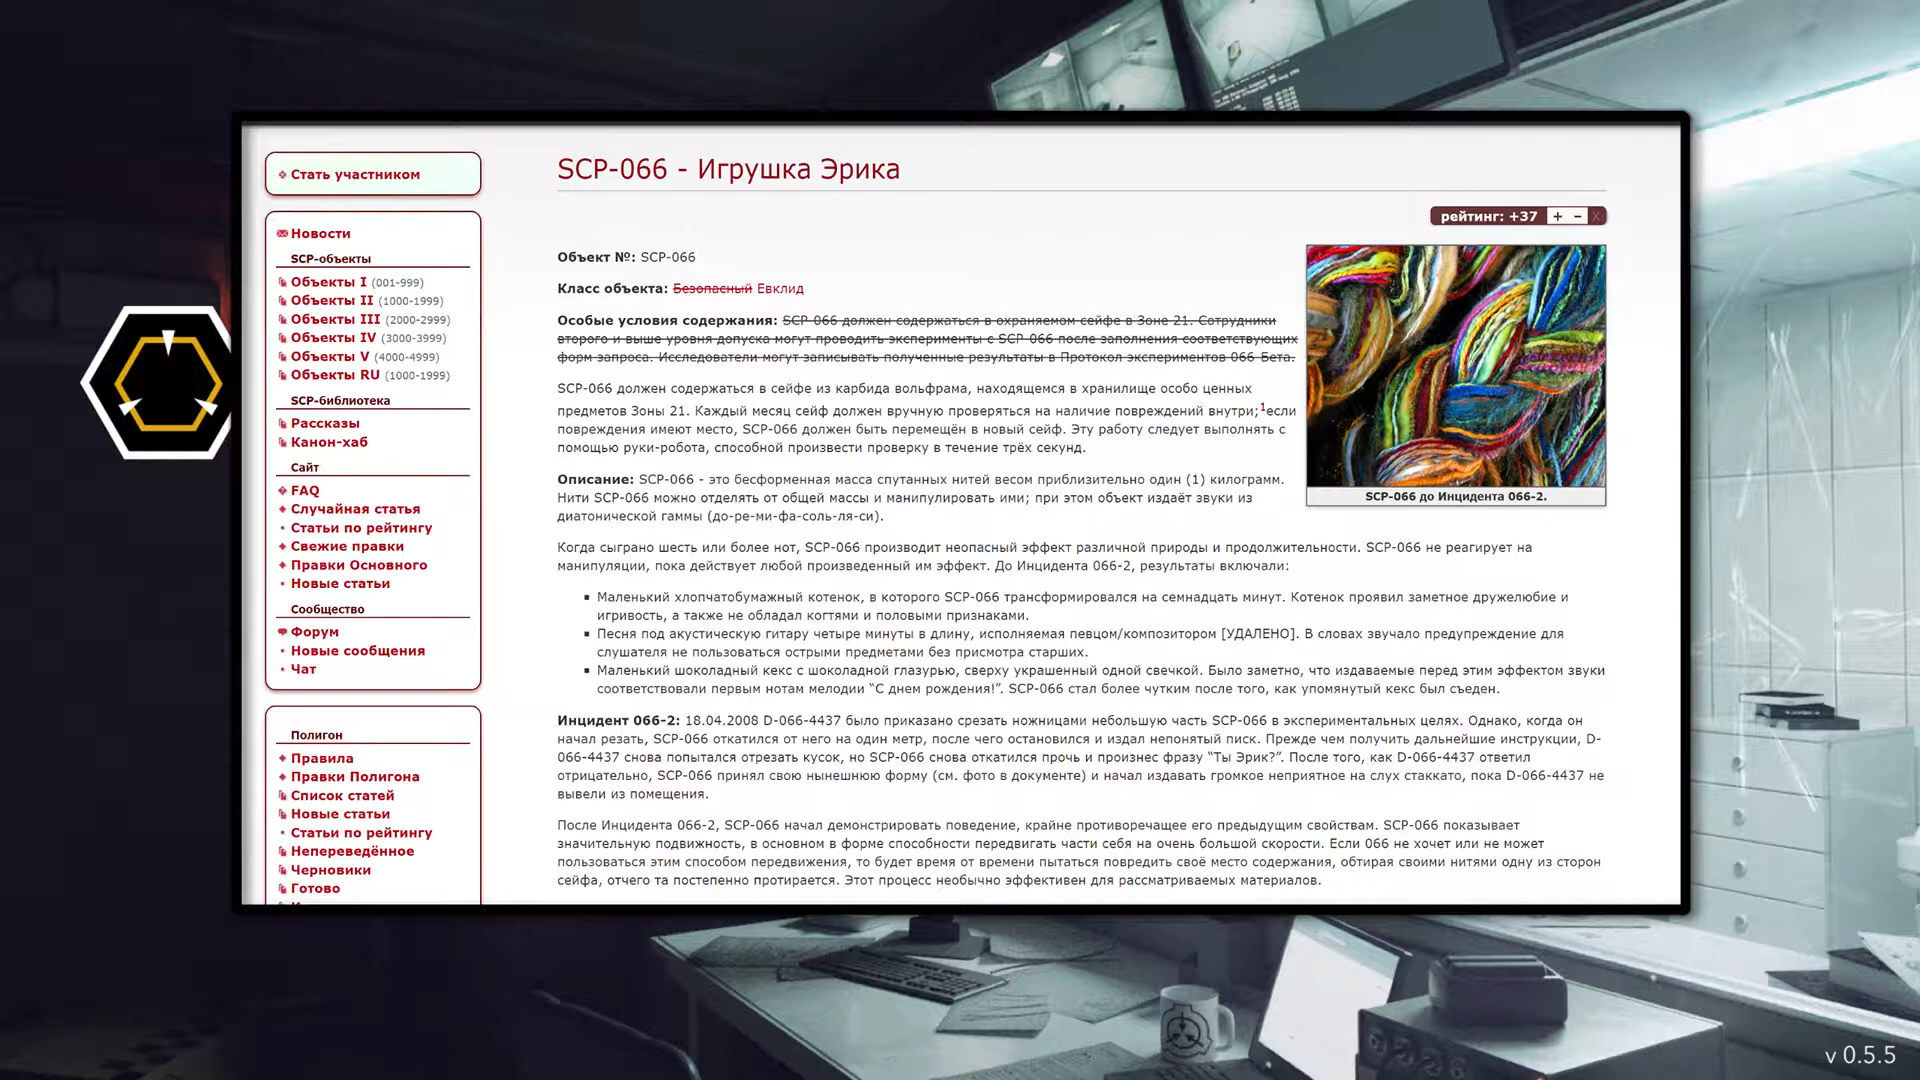 Стать участником
Новости
SCP-объекты
Объекты I (001-999)
Объекты II (1000-1999)
Объекты III (2000-2999)
Объекты IV (3000-3999)
Объекты V (4000-4999)
Объекты RU (1000-1999)
SCP-библиотека
Рассказы
Канон-хаб
Сайт
FAQ
Случайная статья
Статьи по рейтингу
Свежие правки
Правки Основного
Новые статьи
Сообщество
Форум
Новые сообщения
Чат
Полигон
Правила
Правки Полигона
Список статей
Новые статьи
Статьи по рейтингу
Непереведённое
Черновики
Готово
SCP-066 - Игрушка Эрика
рейтинг: +37 + – X
Объект №: SCP-066
Класс объекта: Безопасный Евклид
Особые условия содержания: SCP-066 должен содержаться в охраняемом сейфе в Зоне 21. Сотрудники
второго и выше уровня допуска могут проводить эксперименты с SCP-066 после заполнения соответствующих
форм запроса. Исследователи могут записывать полученные результаты в Протокол экспериментов 066-Бета.
SCP-066 должен содержаться в сейфе из карбида вольфрама, находящемся в хранилище особо ценных
предметов Зоны 21. Каждый месяц сейф должен вручную проверяться на наличие повреждений внутри;1если
повреждения имеют место, SCP-066 должен быть перемещён в новый сейф. Эту работу следует выполнять с
помощью руки-робота, способной произвести проверку в течение трёх секунд.
SCP-066 до Инцидента 066-2.
Описание: SCP-066 - это бесформенная масса спутанных нитей весом приблизительно один (1) килограмм.
Нити SCP-066 можно отделять от общей массы и манипулировать ими; при этом объект издаёт звуки из
диатонической гаммы (до-ре-ми-фа-соль-ля-си).
Когда сыграно шесть или более нот, SCP-066 производит неопасный эффект различной природы и продолжительности. SCP-066 не реагирует на
манипуляции, пока действует любой произведенный им эффект. До Инцидента 066-2, результаты включали:
Маленький хлопчатобумажный котенок, в которого SCP-066 трансформировался на семнадцать минут. Котенок проявил заметное дружелюбие и
игривость, а также не обладал когтями и половыми признаками.
Песня под акустическую гитару четыре минуты в длину, исполняемая певцом/композитором [УДАЛЕНО]. В словах звучало предупреждение для
слушателя не пользоваться острыми предметами без присмотра старших.
Маленький шоколадный кекс с шоколадной глазурью, сверху украшенный одной свечкой. Было заметно, что издаваемые перед этим эффектом звуки
соответствовали первым нотам мелодии “С днем рождения!”. SCP-066 стал более чутким после того, как упомянутый кекс был съеден.
Инцидент 066-2: 18.04.2008 D-066-4437 было приказано срезать ножницами небольшую часть SCP-066 в экспериментальных целях. Однако, когда он
начал резать, SCP-066 откатился от него на один метр, после чего остановился и издал непонятый писк. Прежде чем получить дальнейшие инструкции, D-
066-4437 снова попытался отрезать кусок, но SCP-066 снова откатился прочь и произнес фразу “Ты Эрик?”. После того, как D-066-4437 ответил
отрицательно, SCP-066 принял свою нынешнюю форму (см. фото в документе) и начал издавать громкое неприятное на слух стаккато, пока D-066-4437 не
вывели из помещения.
После Инцидента 066-2, SCP-066 начал демонстрировать поведение, крайне противоречащее его предыдущим свойствам. SCP-066 показывает
значительную подвижность, в основном в форме способности передвигать части себя на очень большой скорости. Если 066 не хочет или не может
пользоваться этим способом передвижения, то будет время от времени пытаться повредить своё место содержания, обтирая своими нитями одну из сторон
сейфа, отчего та постепенно протирается. Этот процесс необычно эффективен для рассматриваемых материалов.
v 0.5.5